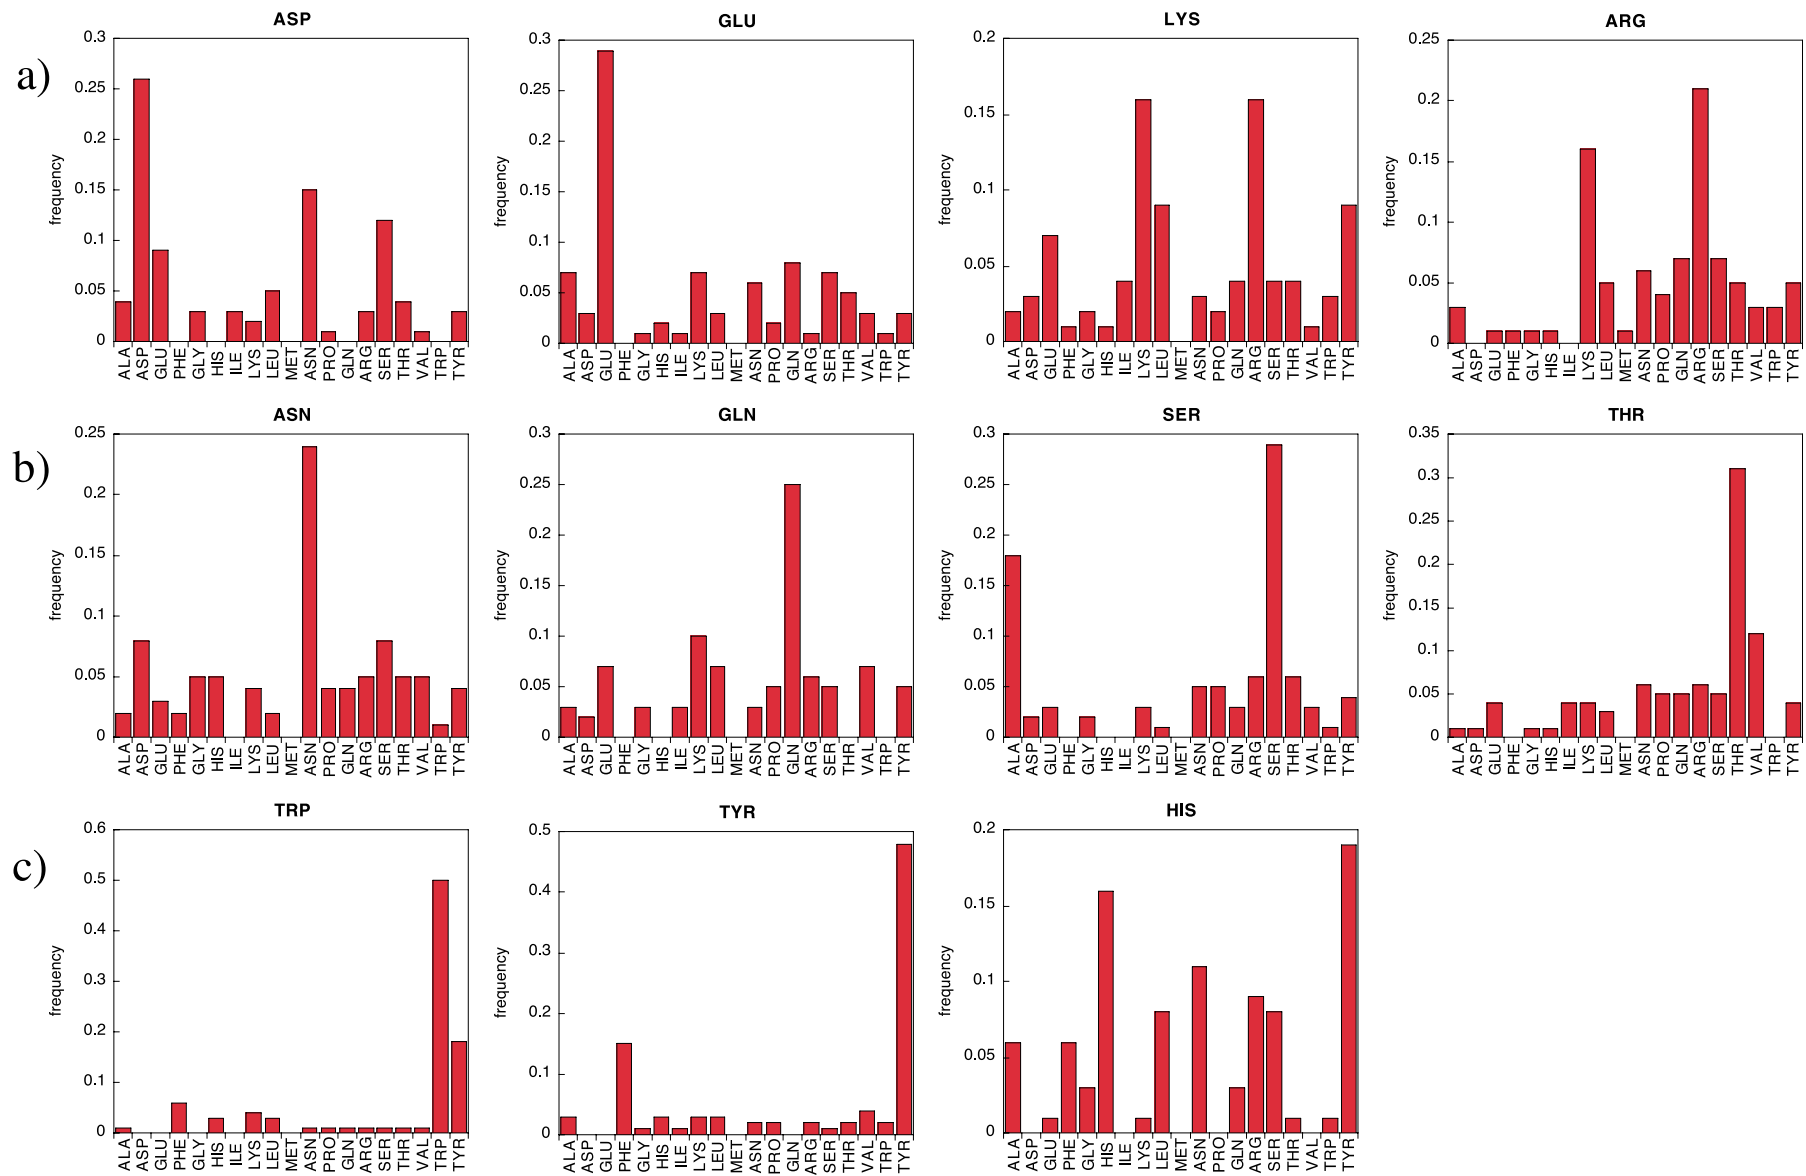 a)
ASP
frequency
0.3
0.25
0.2
0.15
0.1
0.05
0
ALA ASP GLU PHE GLY HIS ILE LYS LEU MET ASN PRO GLN ARG SER THR VAL TRP TYR
GLU
frequency
0.3
0.25
0.2
0.15
0.1
0.05
0
ALA ASP GLU PHE GLY HIS ILE LYS LEU MET ASN PRO GLN ARG SER THR VAL TRP TYR
LYS
frequency
0.2
0.15
0.1
0.05
0
ALA ASP GLU PHE GLY HIS ILE LYS LEU MET ASN PRO GLN ARG SER THR VAL TRP TYR
ARG
frequency
0.25
0.2
0.15
0.1
0.05
0
ALA ASP GLU PHE GLY HIS ILE LYS LEU MET ASN PRO GLN ARG SER THR VAL TRP TYR
b)
ASN
frequency
0.25
0.2
0.15
0.1
0.05
0
ALA ASP GLU PHE GLY HIS ILE LYS LEU MET ASN PRO GLN ARG SER THR VAL TRP TYR
GLN
frequency
0.3
0.25
0.2
0.15
0.1
0.05
0
ALA ASP GLU PHE GLY HIS ILE LYS LEU MET ASN PRO GLN ARG SER THR VAL TRP TYR
SER
frequency
0.3
0.25
0.2
0.15
0.1
0.05
0
ALA ASP GLU PHE GLY HIS ILE LYS LEU MET ASN PRO GLN ARG SER THR VAL TRP TYR
THR
frequency
0.35
0.3
0.25
0.2
0.15
0.1
0.05
0
ALA ASP GLU PHE GLY HIS ILE LYS LEU MET ASN PRO GLN ARG SER THR VAL TRP TYR
c)
TRP
frequency
0.6
0.5
0.4
0.3
0.2
0.1
0
ALA ASP GLU PHE GLY HIS ILE LYS LEU MET ASN PRO GLN ARG SER THR VAL TRP TYR
TYR
frequency
0.5
0.4
0.3
0.2
0.1
0
ALA ASP GLU PHE GLY HIS ILE LYS LEU MET ASN PRO GLN ARG SER THR VAL TRP TYR
HIS
frequency
0.2
0.15
0.1
0.05
0
ALA ASP GLU PHE GLY HIS ILE LYS LEU MET ASN PRO GLN ARG SER THR VAL TRP TYR